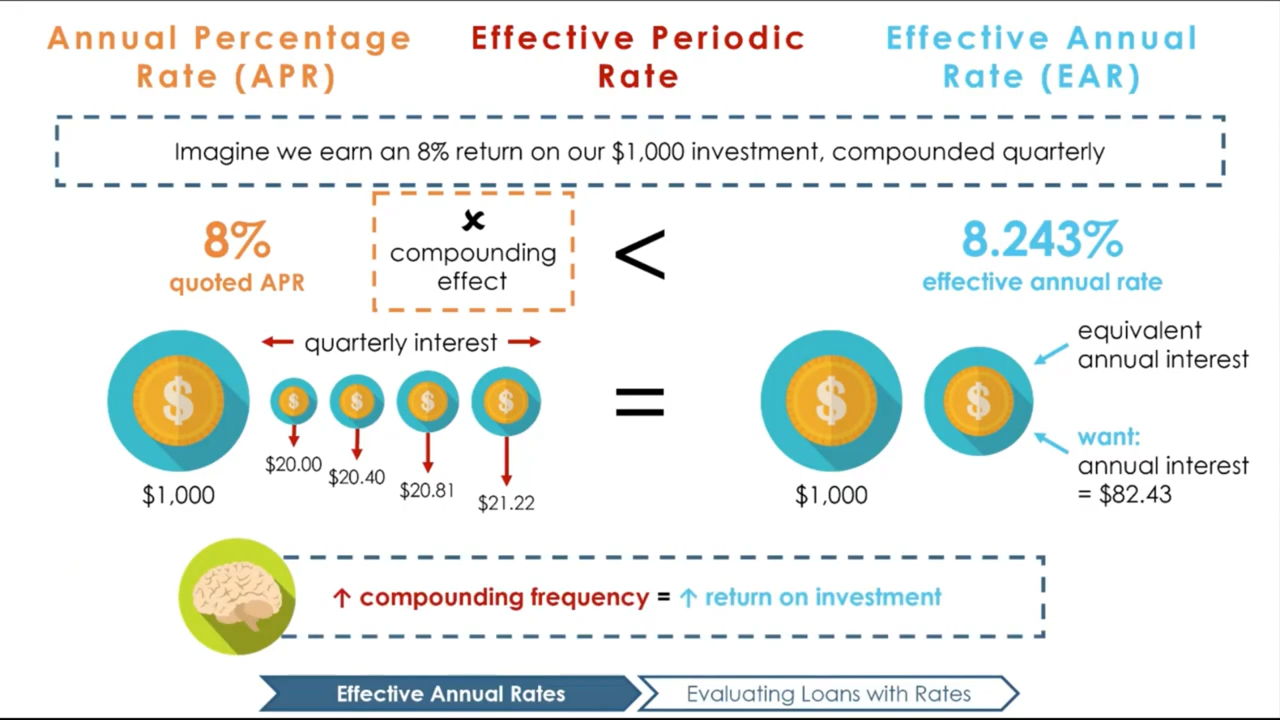 Annual Percentage
Rate (APR)
Effective Periodic
Rate
Effective Annual
Rate (EAR)
Imagine we earn an 8% return on our $1,000 investment, compounded quarterly
8%
quoted APR
✘
compounding
effect
<
8.243%
effective annual rate
← quarterly interest →
$
$
$
$
$
$1,000
$20.00
$20.40
$20.81
$21.22
=
$
$
$1,000
equivalent
annual interest
want:
annual interest
= $82.43
↑ compounding frequency = ↑ return on investment
Effective Annual Rates
Evaluating Loans with Rates